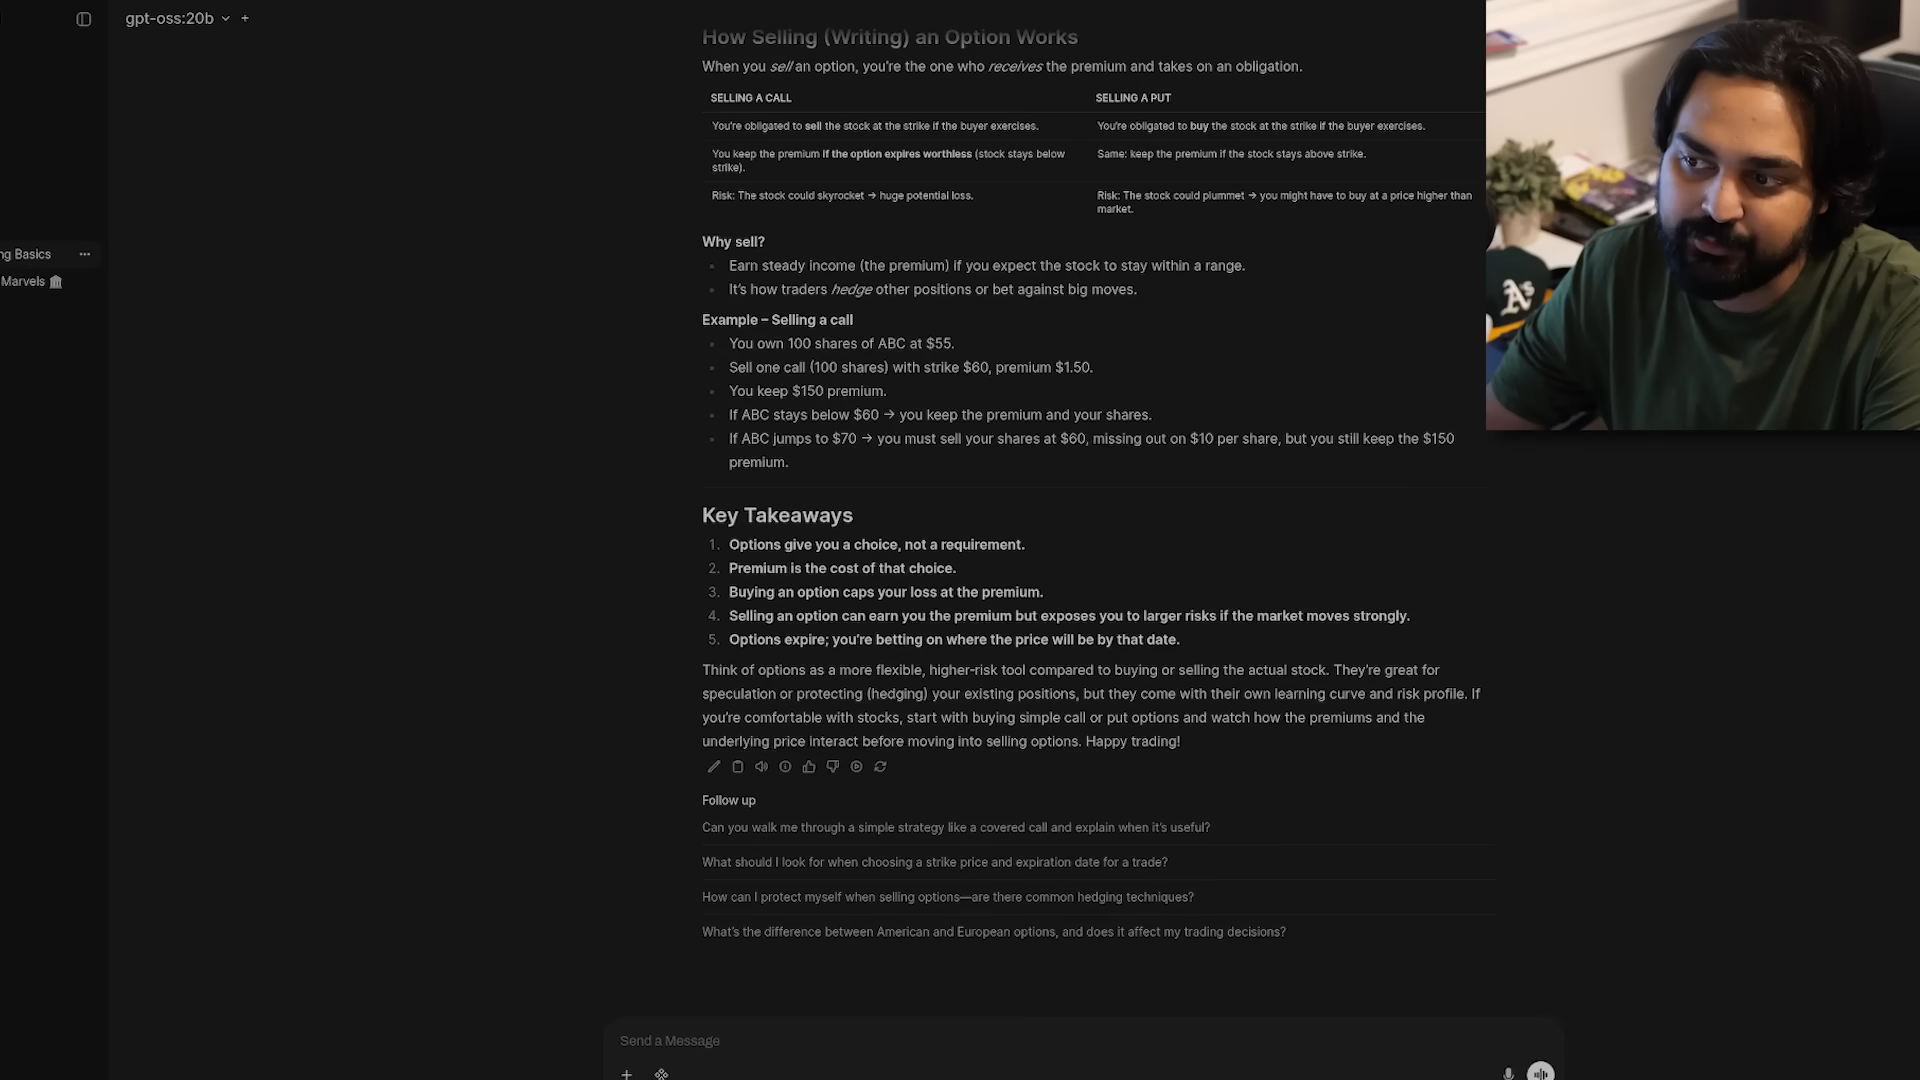 gpt-oss:20b
How Selling (Writing) an Option Works
When you sell an option, you're the one who receives the premium and takes on an obligation.
SELLING A CALL
SELLING A PUT
You're obligated to sell the stock at the strike if the buyer exercises.
You're obligated to buy the stock at the strike if the buyer exercises.
You keep the premium if the option expires worthless (stock stays below
strike).
Same: keep the premium if the stock stays above strike.
Risk: The stock could skyrocket → huge potential loss.
Risk: The stock could plummet → you might have to buy at a price higher than
market.
ng Basics
Marvels
Why sell?
Earn steady income (the premium) if you expect the stock to stay within a range.
It's how traders hedge other positions or bet against big moves.
Example – Selling a call
You own 100 shares of ABC at $55.
Sell one call (100 shares) with strike $60, premium $1.50.
You keep $150 premium.
If ABC stays below $60 → you keep the premium and your shares.
If ABC jumps to $70 → you must sell your shares at $60, missing out on $10 per share, but you still keep the $150
premium.
A's
Key Takeaways
1. Options give you a choice, not a requirement.
2. Premium is the cost of that choice.
3. Buying an option caps your loss at the premium.
4. Selling an option can earn you the premium but exposes you to larger risks if the market moves strongly.
5. Options expire; you're betting on where the price will be by that date.
Think of options as a more flexible, higher-risk tool compared to buying or selling the actual stock. They're great for
speculation or protecting (hedging) your existing positions, but they come with their own learning curve and risk profile. If
you're comfortable with stocks, start with buying simple call or put options and watch how the premiums and the
underlying price interact before moving into selling options. Happy trading!
Follow up
Can you walk me through a simple strategy like a covered call and explain when it's useful?
What should I look for when choosing a strike price and expiration date for a trade?
How can I protect myself when selling options—are there common hedging techniques?
What's the difference between American and European options, and does it affect my trading decisions?
Send a Message